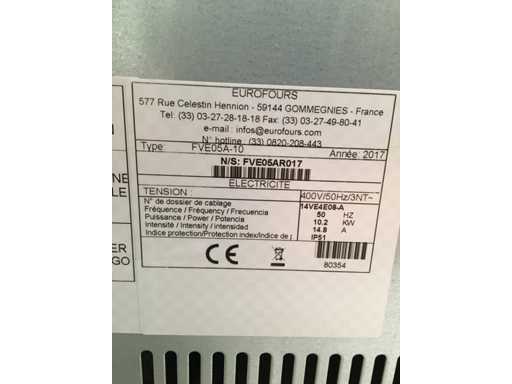 EUROFOURS
577 Rue Celestin Hennion - 59144 GOMMEGNIES - France
Tel: (33) 03-27-28-18-18 Fax: (33) 03-27-49-80-41
e-mail : info@eurofours.com
N° hotline : (33) 0820-208-443
Type: FVE05A-10 Année: 2017
N/S: FVE05AR017
ELECTRICITE
TENSION : 400V/50Hz/3NT~
N° de dossier de cablage 14VE4E08-A
Fréquence / Fréquency / Frecuencia 50 HZ
Puissance / Power / Potencia 10.2 KW
Intensité / Insity / intensidad 14.8 A
Indice protection/Protection index/Indice de p IP51
CE
80354
NE
LE
ER
GO